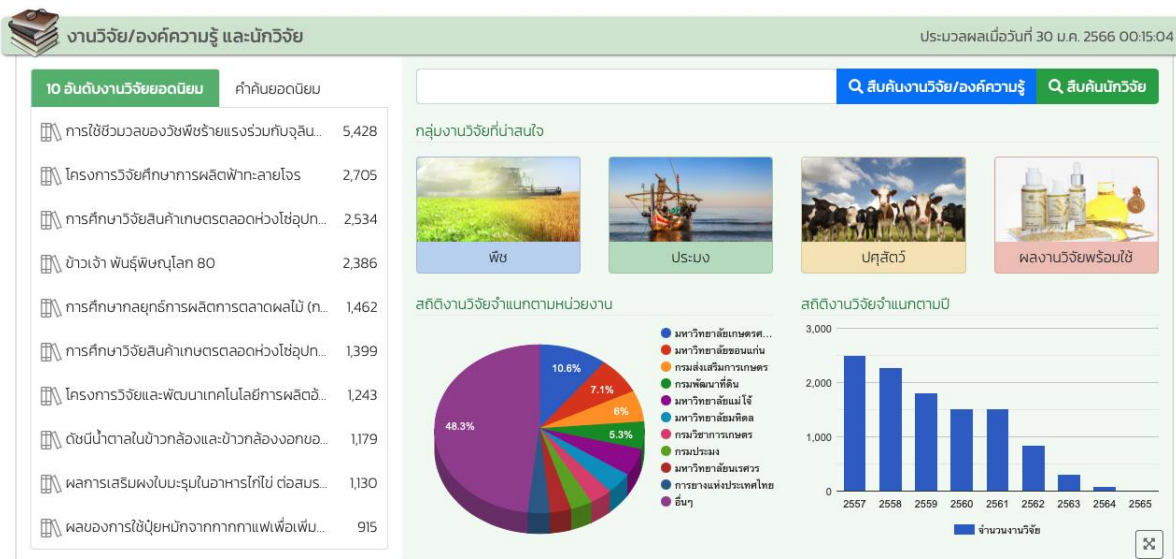 งานวิจัย/องค์ความรู้ และนักวิจัย
ประมวลผลเมื่อวันที่ 30 ม.ค. 2566 00:15:04
10 อันดับงานวิจัยยอดนิยม
คำค้นยอดนิยม
การใช้ชีวมวลของวัชพืชร้ายแรงร่วมกับจุลิน... 5,428
โครงการวิจัยศึกษาการผลิตฟ้าทะลายโจร 2,705
การศึกษาวิจัยสินค้าเกษตรตลอดห่วงโซ่อุปท... 2,534
ข้าวเจ้า พันธุ์พิษณุโลก 80 2,386
การศึกษากลยุทธ์การผลิตการตลาดผลไม้ (ก... 1,462
การศึกษาวิจัยสินค้าเกษตรตลอดห่วงโซ่อุปท... 1,399
โครงการวิจัยและพัฒนาเทคโนโลยีการผลิตอ้... 1,243
ดัชนีน้ำตาลในข้าวกล้องและข้าวกล้องงอกขอ... 1,179
ผลการเสริมผงใบมะรุมในอาหารไก่ไข่ ต่อสมร... 1,130
ผลของการใช้ปุ๋ยหมักจากกากกาแฟเพื่อเพิ่ม... 915
สืบค้นงานวิจัย/องค์ความรู้
สืบค้นนักวิจัย
กลุ่มงานวิจัยที่น่าสนใจ
พืช
ประมง
ปศุสัตว์
ผลงานวิจัยพร้อมใช้
สถิติงานวิจัยจำแนกตามหน่วยงาน
10.6%
7.1%
6%
5.3%
48.3%
มหาวิทยาลัยเกษตรศ...
มหาวิทยาลัยขอนแก่น
กรมส่งเสริมการเกษตร
กรมพัฒนาที่ดิน
มหาวิทยาลัยแม่โจ้
มหาวิทยาลัยมหิดล
กรมวิชาการเกษตร
กรมประมง
มหาวิทยาลัยนเรศวร
การยางแห่งประเทศไทย
อื่นๆ
สถิติงานวิจัยจำแนกตามปี
3,000
2,000
1,000
0
2557 2558 2559 2560 2561 2562 2563 2564 2565
จำนวนงานวิจัย